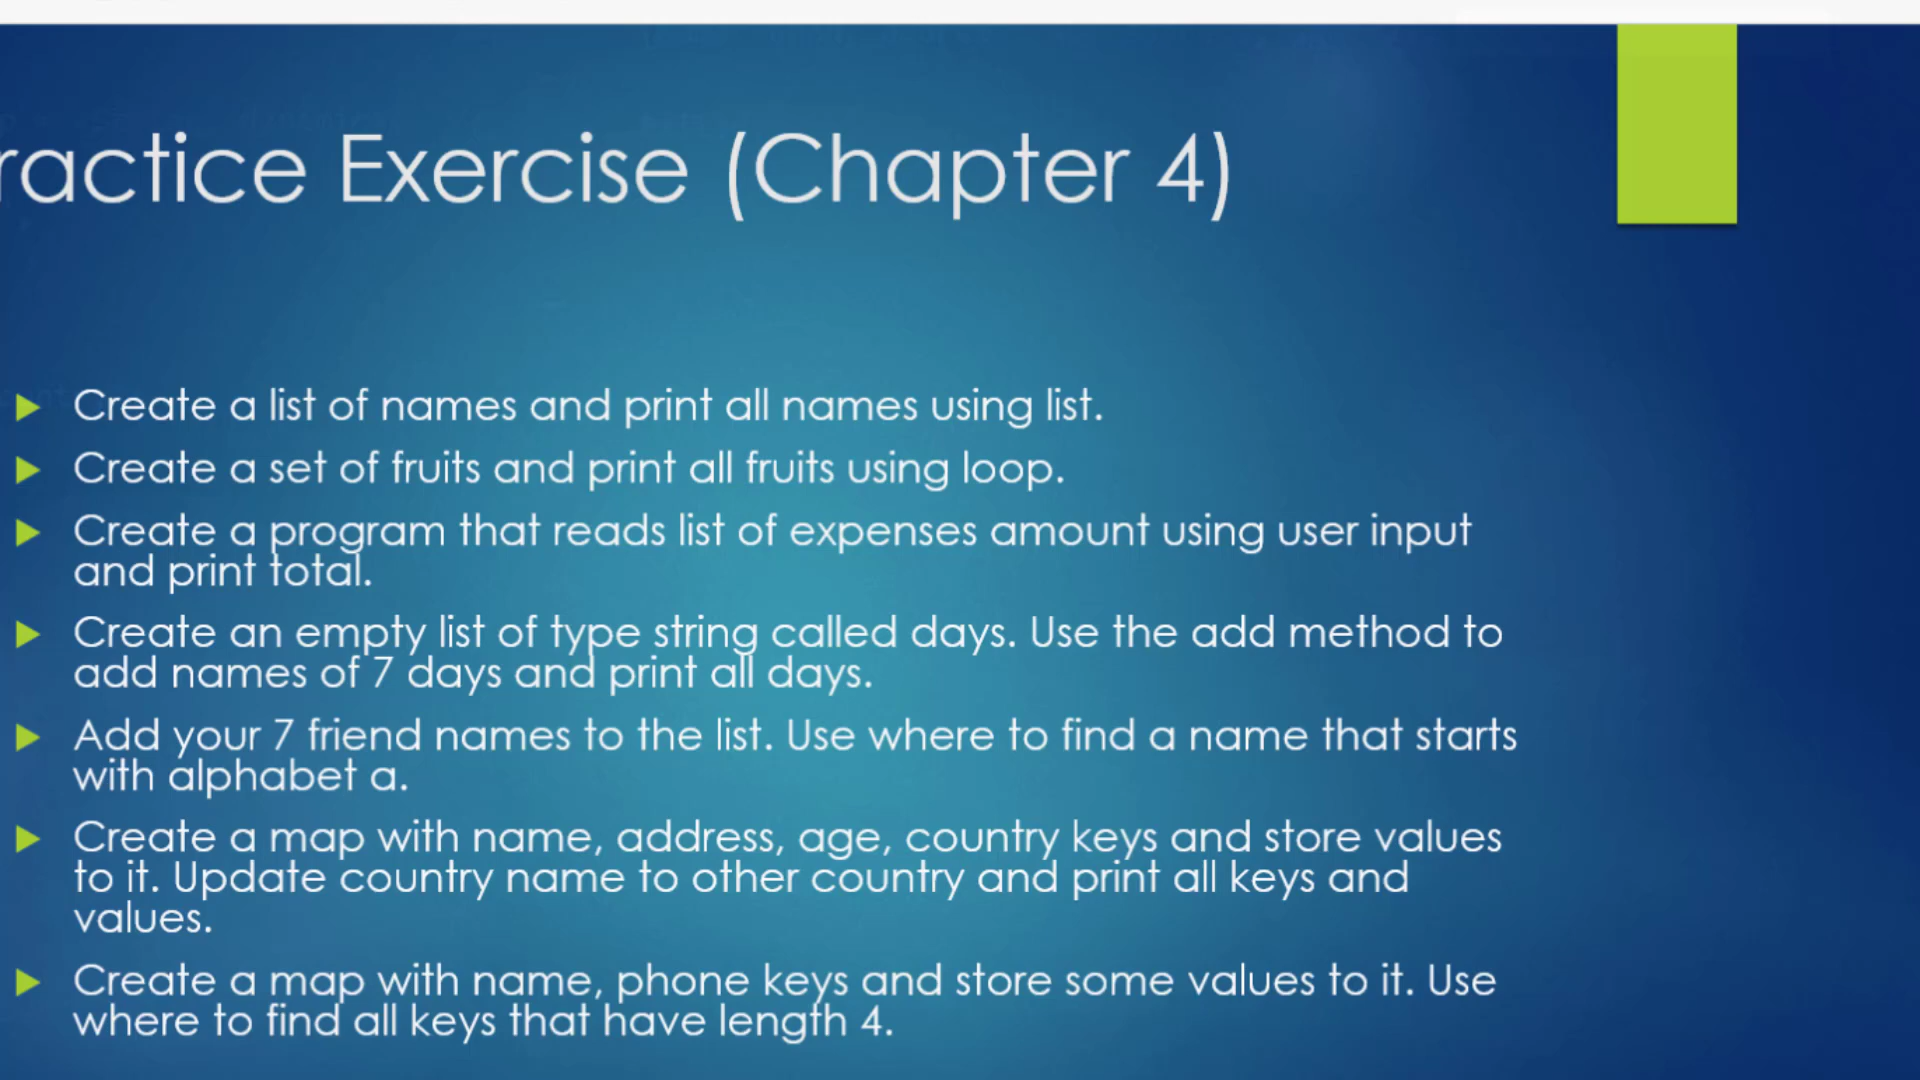 ractice Exercise (Chapter 4)
Create a list of names and print all names using list.
Create a set of fruits and print all fruits using loop.
Create a program that reads list of expenses amount using user input
and print total.
Create an empty list of type string called days. Use the add method to
add names of 7 days and print all days.
Add your 7 friend names to the list. Use where to find a name that starts
with alphabet a.
Create a map with name, address, age, country keys and store values
to it. Update country name to other country and print all keys and
values.
Create a map with name, phone keys and store some values to it. Use
where to find all keys that have length 4.